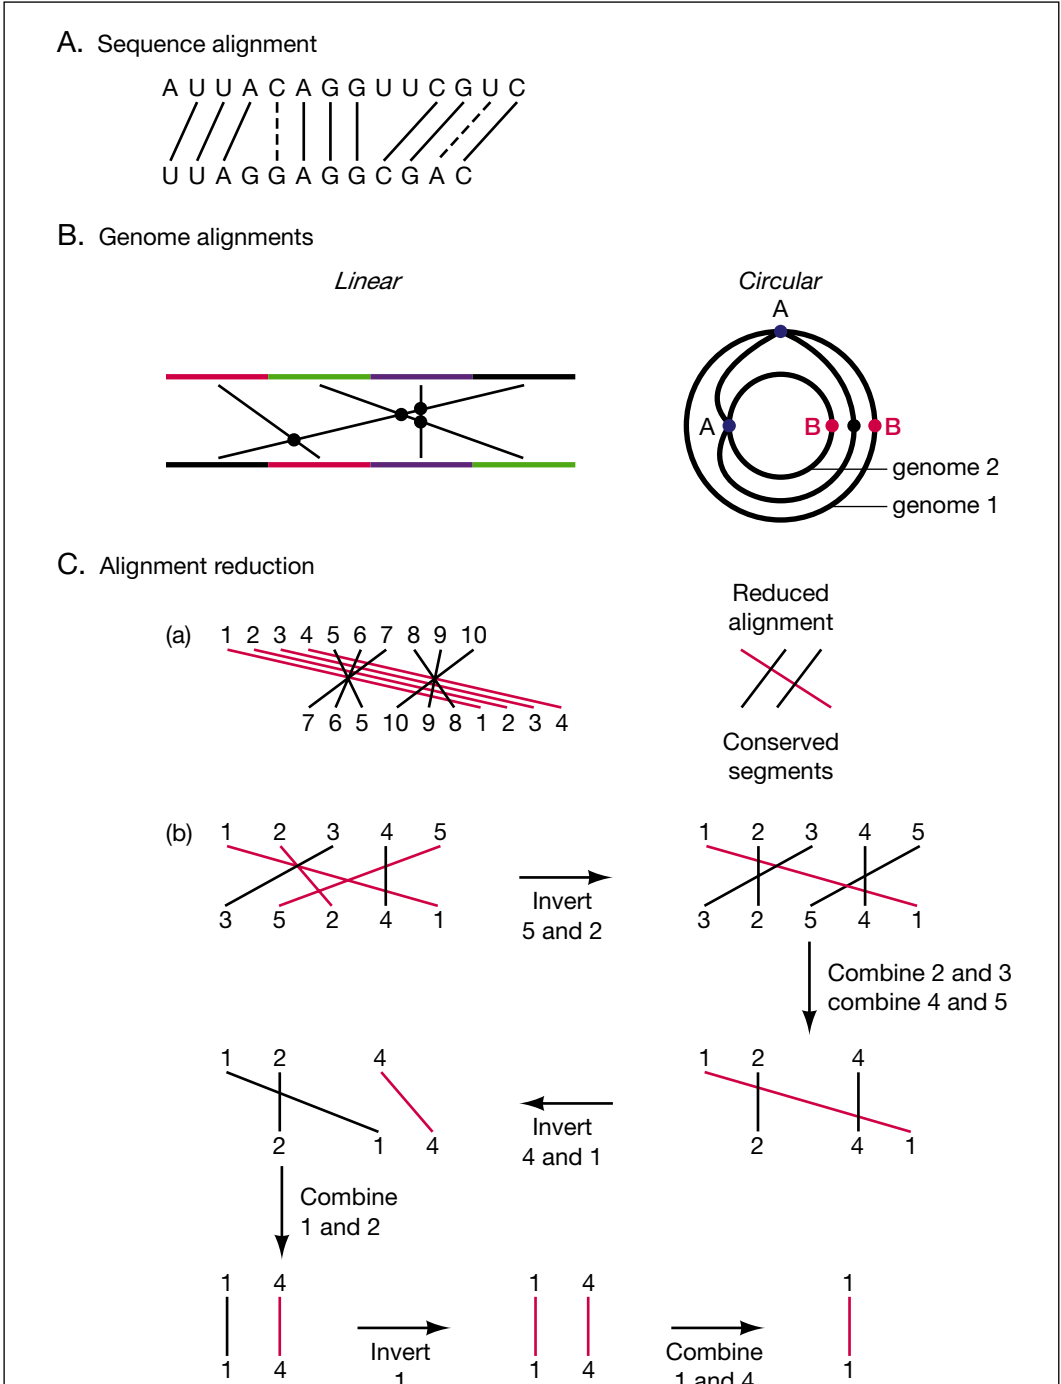 A. Sequence alignment
A U U A C A G G U U C G U C
U U A G G A G G C G A C
B. Genome alignments
Linear
Circular
A
A
B
B
genome 2
genome 1
C. Alignment reduction
Reduced
alignment
(a) 1 2 3 4 5 6 7 8 9 10
7 6 5 10 9 8 1 2 3 4
Conserved
segments
(b) 1 2 3 4 5
3 5 2 4 1
Invert
5 and 2
1 2 3 4 5
3 2 5 4 1
Combine 2 and 3
combine 4 and 5
1 2 4
2 4 1
Invert
4 and 1
1 2 4
2 1 4
Combine
1 and 2
1 4
1 4
Invert
1
1 4
1 4
Combine
1 and 4
1
1